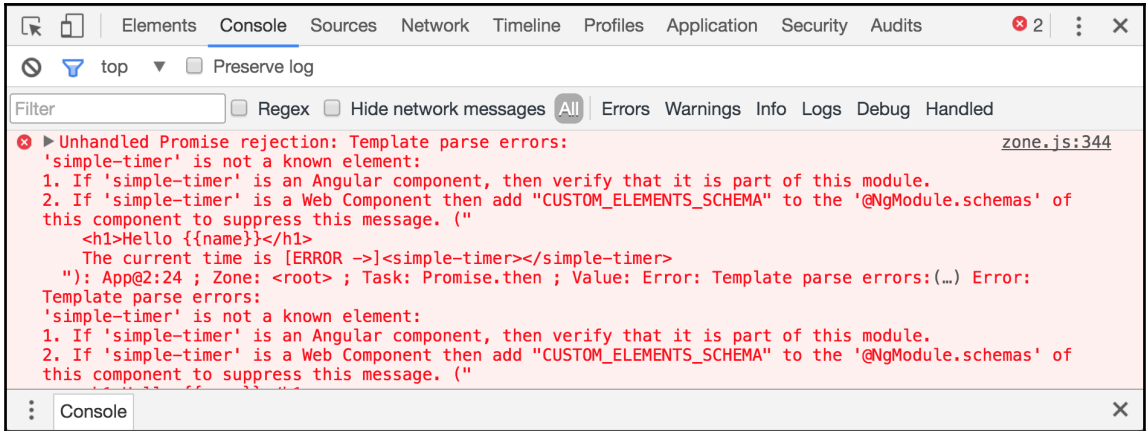 Elements Console Sources Network Timeline Profiles Application Security Audits 2
top ▼ Preserve log
Filter Regex Hide network messages All Errors Warnings Info Logs Debug Handled
▶Unhandled Promise rejection: Template parse errors: zone.js:344
'simple-timer' is not a known element:
1. If 'simple-timer' is an Angular component, then verify that it is part of this module.
2. If 'simple-timer' is a Web Component then add "CUSTOM_ELEMENTS_SCHEMA" to the '@NgModule.schemas' of
this component to suppress this message. ("
<h1>Hello {{name}}</h1>
The current time is [ERROR ->]<simple-timer></simple-timer>
"): App@2:24 ; Zone: <root> ; Task: Promise.then ; Value: Error: Template parse errors:(…) Error:
Template parse errors:
'simple-timer' is not a known element:
1. If 'simple-timer' is an Angular component, then verify that it is part of this module.
2. If 'simple-timer' is a Web Component then add "CUSTOM_ELEMENTS_SCHEMA" to the '@NgModule.schemas' of
this component to suppress this message. ("
Console